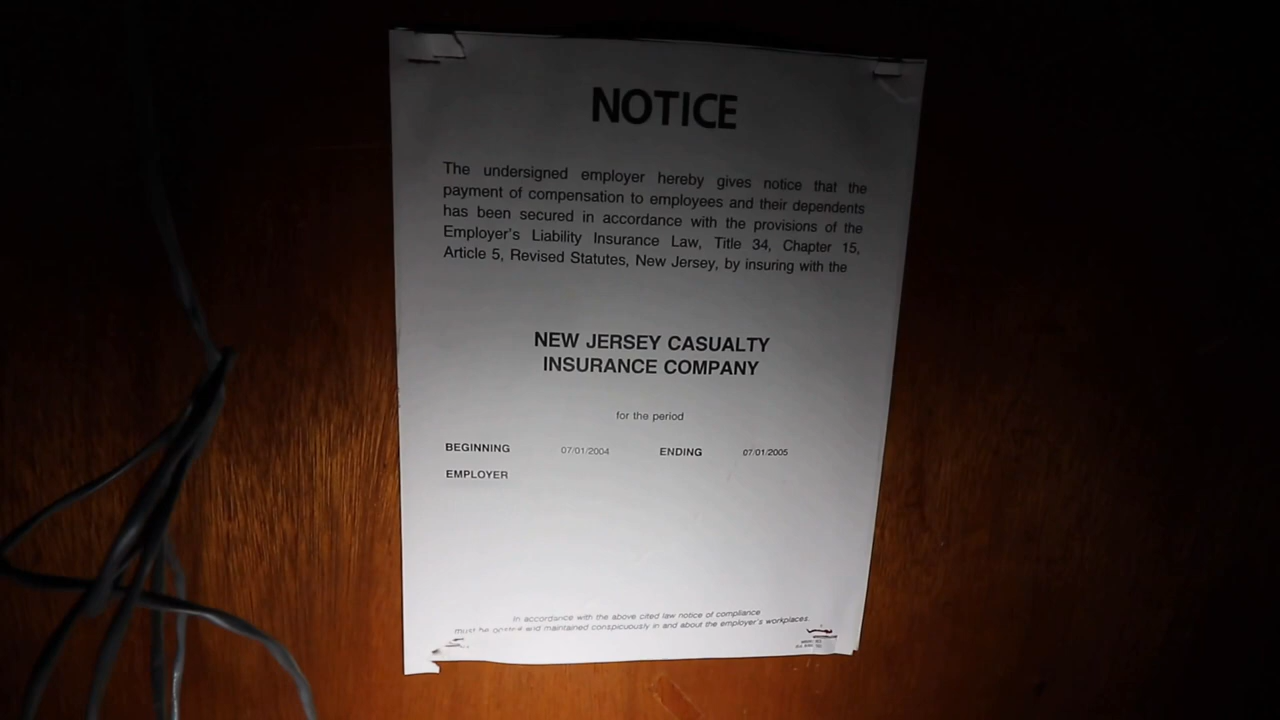 NOTICE
The undersigned employer hereby gives notice that the
payment of compensation to employees and their dependents
has been secured in accordance with the provisions of the
Employer's Liability Insurance Law, Title 34, Chapter 15,
Article 5, Revised Statutes, New Jersey, by insuring with the
NEW JERSEY CASUALTY
INSURANCE COMPANY
for the period
BEGINNING 07/01/2004 ENDING 07/01/2005
EMPLOYER
In accordance with the above cited law notice of compliance
must be posted and maintained conspicuously in and about the employer's workplaces.